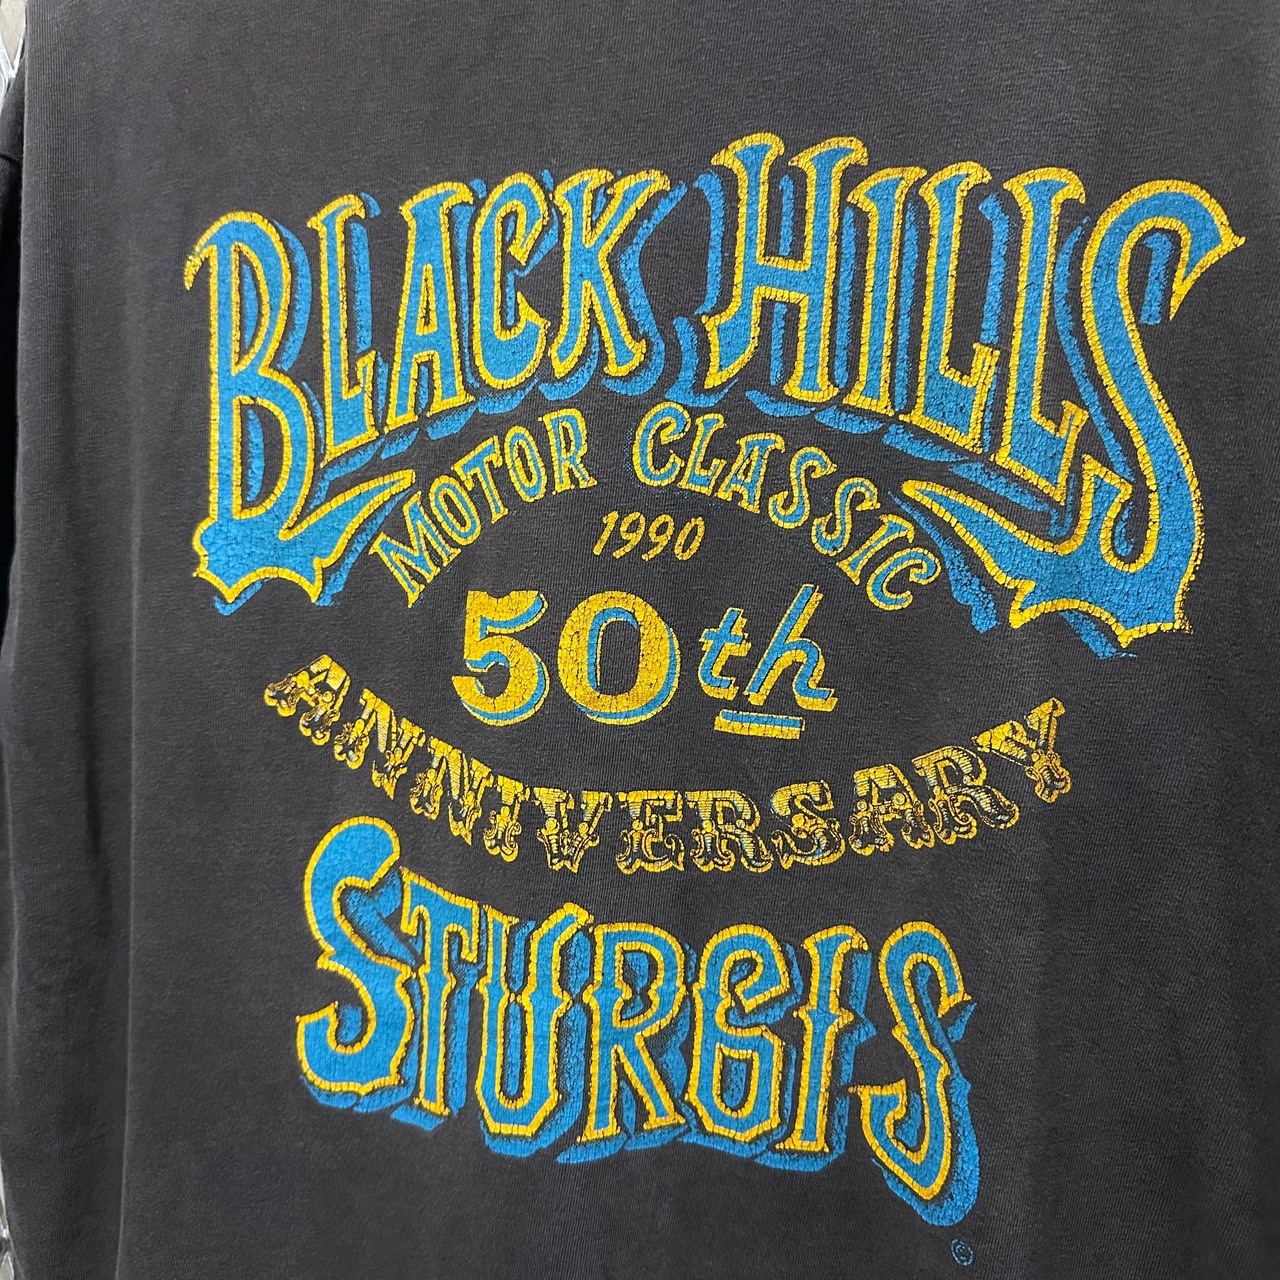 BLACK HILLS
MOTOR CLASSIC
1990
50th
ANNIVERSARY
STURGIS
©